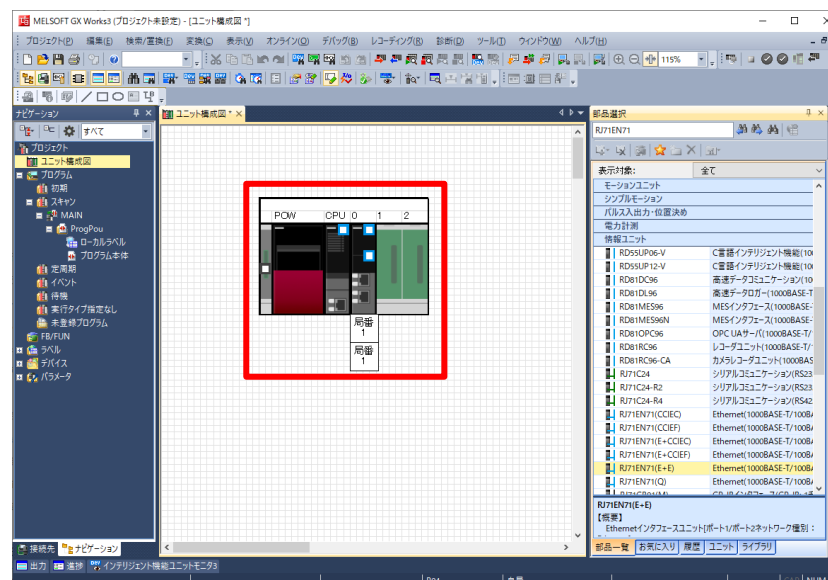 MELSOFT GX Works3 (プロジェクト未設定) - [ユニット構成図 *]
プロジェクト(P) 編集(E) 検索/置換(F) 変換(C) 表示(V) オンライン(O) デバッグ(B) レコーディング(R) 診断(D) ツール(T) ウィンドウ(W) ヘルプ(H)
115%
ナビゲーション
すべて
プロジェクト
ユニット構成図
プログラム
初期
スキャン
MAIN
ProgPou
ローカルラベル
プログラム本体
定周期
イベント
待機
実行タイプ指定なし
未登録プログラム
FB/FUN
ラベル
デバイス
パラメータ
接続先 ナビゲーション
ユニット構成図 *
POW CPU 0 1 2
局番
1
局番
1
部品選択
RJ71EN71
表示対象: 全て
モーションユニット
シンプルモーション
パルス入出力・位置決め
電力計測
情報ユニット
RD55UP06-V C言語インテリジェント機能(10
RD55UP12-V C言語インテリジェント機能(10
RD81DC96 高速データコミュニケーション(10
RD81DL96 高速データロガー(1000BASE-T
RD81MES96 MESインタフェース(1000BASE-
RD81MES96N MESインタフェース(1000BASE-
RD81OPC96 OPC UAサーバ(1000BASE-T/
RD81RC96 レコーダユニット(1000BASE-T/
RD81RC96-CA カメラレコーダユニット(1000BAS
RJ71C24 シリアルコミュニケーション(RS23
RJ71C24-R2 シリアルコミュニケーション(RS23
RJ71C24-R4 シリアルコミュニケーション(RS42
RJ71EN71(CCIEC) Ethernet(1000BASE-T/100BA
RJ71EN71(CCIEF) Ethernet(1000BASE-T/100BA
RJ71EN71(E+CCIEC) Ethernet(1000BASE-T/100BA
RJ71EN71(E+CCIEF) Ethernet(1000BASE-T/100BA
RJ71EN71(E+E) Ethernet(1000BASE-T/100BA
RJ71EN71(Q) Ethernet(1000BASE-T/100BA
RJ71EN71(E+E)
【概要】
Ethernetインタフェースユニット[ポート1/ポート2ネットワーク種別：
部品一覧 お気に入り 履歴 ユニット ライブラリ
出力 進捗 インテリジェント機能ユニットモニタ3